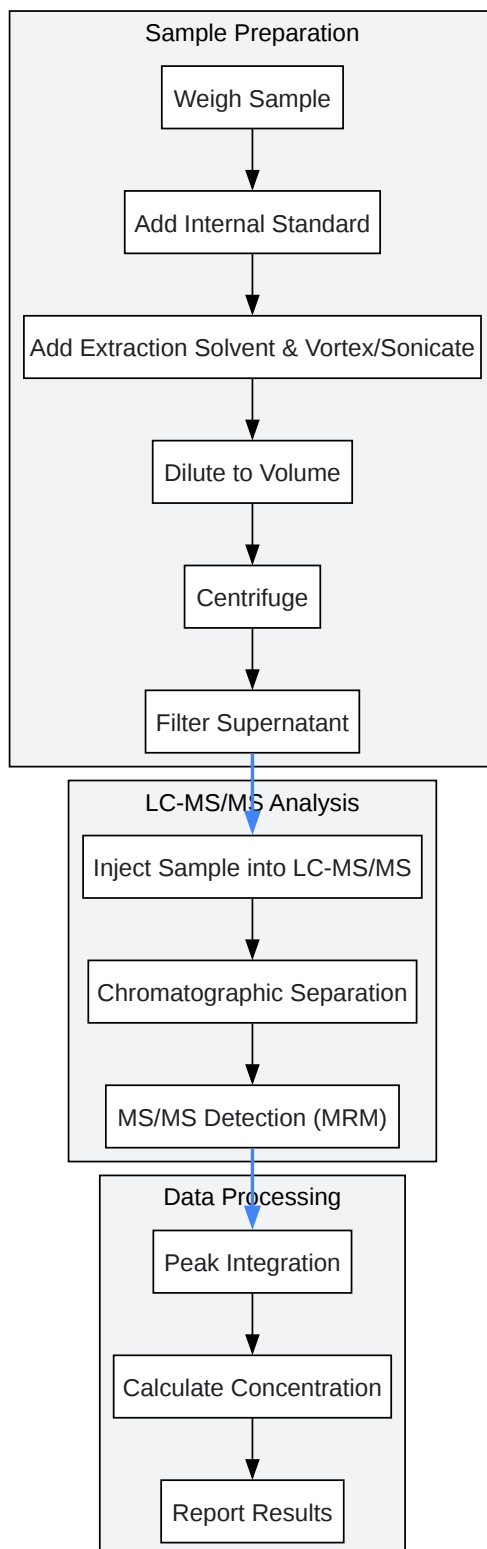 Sample Preparation
Weigh Sample
Add Internal Standard
Add Extraction Solvent & Vortex/Sonicate
Dilute to Volume
Centrifuge
Filter Supernatant
LC-MS/MS Analysis
Inject Sample into LC-MS/MS
Chromatographic Separation
MS/MS Detection (MRM)
Data Processing
Peak Integration
Calculate Concentration
Report Results